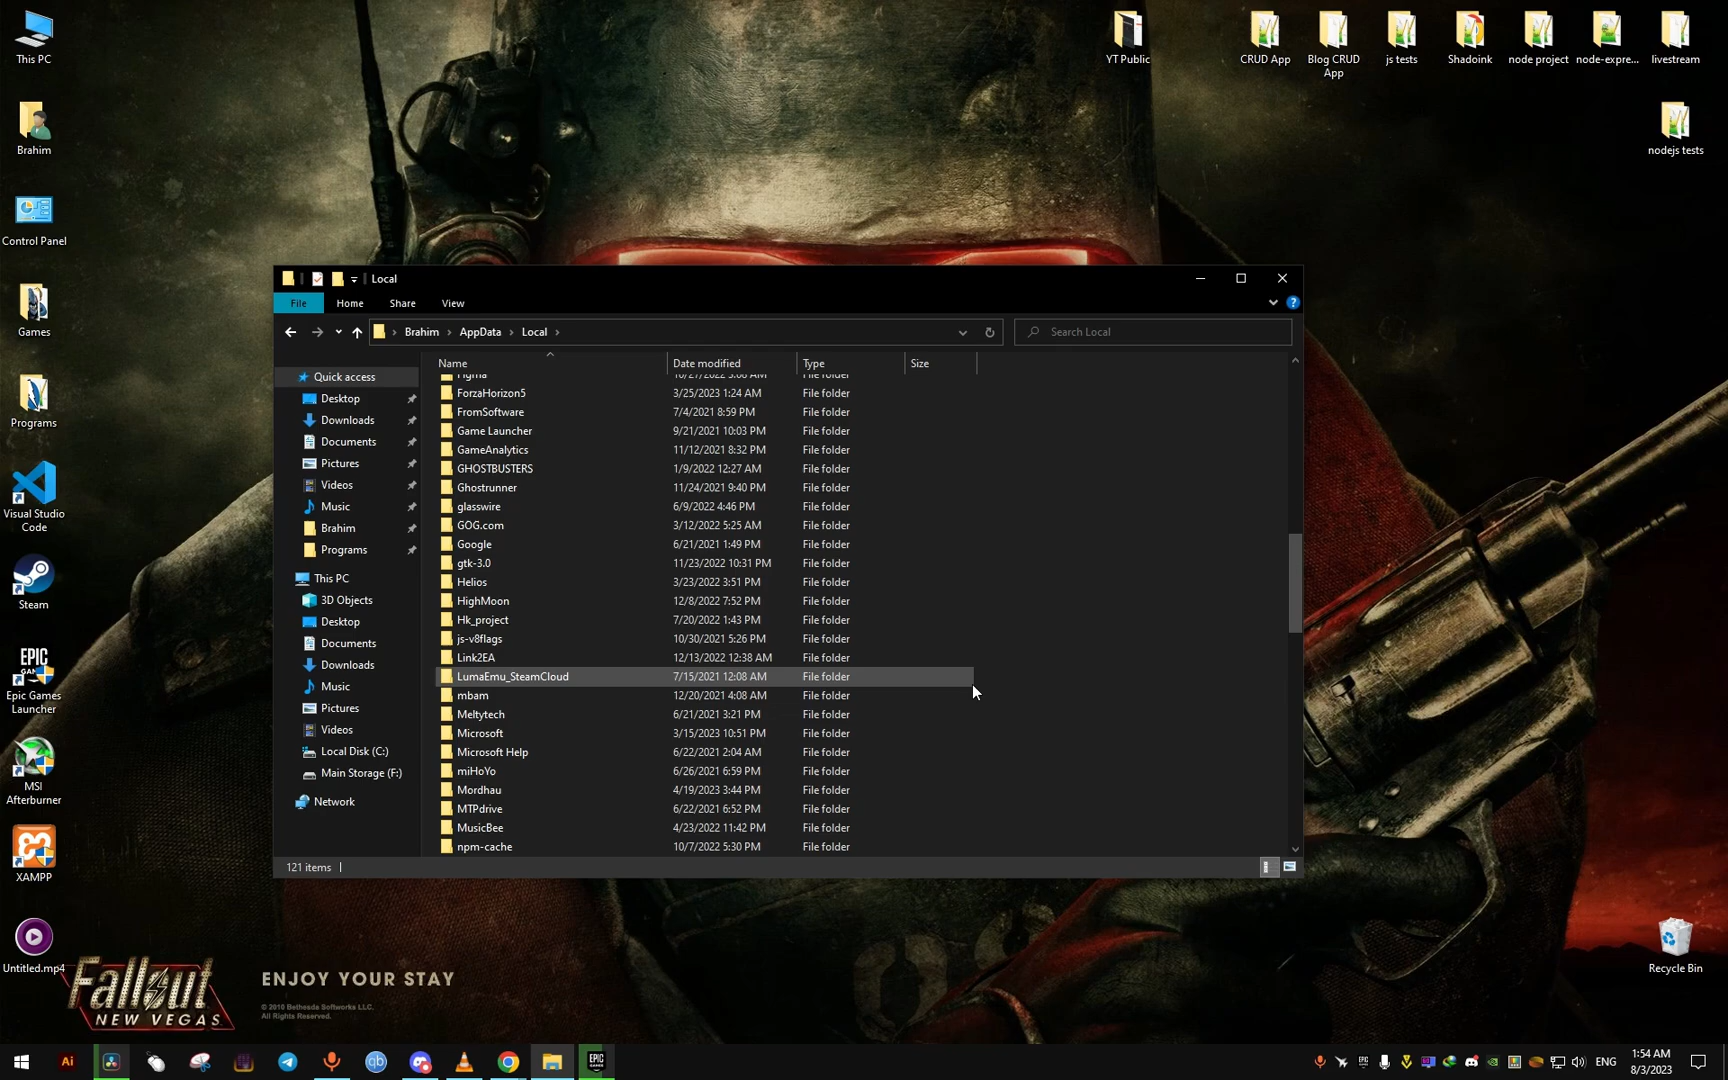 This PC
Brahim
Control Panel
Games
Programs
Visual Studio
Code
Steam
EPIC
GAMES
Epic Games
Launcher
MSI
Afterburner
XAMPP
Untitled.mp4
YT Public
CRUD App
Blog CRUD
App
js tests
Shadoink
node project
node-expre...
livestream
nodejs tests
Recycle Bin
Local
File
Home
Share
View
Brahim
AppData
Local
Search Local
Name
Date modified
Type
Size
Quick access
Desktop
Downloads
Documents
Pictures
Videos
Music
Brahim
Programs
This PC
3D Objects
Desktop
Documents
Downloads
Music
Pictures
Videos
Local Disk (C:)
Main Storage (F:)
Network
Figma 10/27/2022 3:08 AM File folder
ForzaHorizon5 3/25/2023 1:24 AM File folder
FromSoftware 7/4/2021 8:59 PM File folder
Game Launcher 9/21/2021 10:03 PM File folder
GameAnalytics 11/12/2021 8:32 PM File folder
GHOSTBUSTERS 1/9/2022 12:27 AM File folder
Ghostrunner 11/24/2021 9:40 PM File folder
glasswire 6/9/2022 4:46 PM File folder
GOG.com 3/12/2022 5:25 AM File folder
Google 6/21/2021 1:49 PM File folder
gtk-3.0 11/23/2022 10:31 PM File folder
Helios 3/23/2022 3:51 PM File folder
HighMoon 12/8/2022 7:52 PM File folder
Hk_project 7/20/2022 1:43 PM File folder
js-v8flags 10/30/2021 5:26 PM File folder
Link2EA 12/13/2022 12:38 AM File folder
LumaEmu_SteamCloud 7/15/2021 12:08 AM File folder
mbam 12/20/2021 4:08 AM File folder
Meltytech 6/21/2021 3:21 PM File folder
Microsoft 3/15/2023 10:51 PM File folder
Microsoft Help 6/22/2021 2:04 AM File folder
miHoYo 6/26/2021 6:59 PM File folder
Mordhau 4/19/2023 3:44 PM File folder
MTPdrive 6/22/2021 6:52 PM File folder
MusicBee 4/23/2022 11:42 PM File folder
npm-cache 10/7/2022 5:30 PM File folder
121 items
Fallout
NEW VEGAS
ENJOY YOUR STAY
© 2010 Bethesda Softworks LLC.
All Rights Reserved.
Ai
qb
EPIC
GAMES
ENG
1:54 AM
8/3/2023